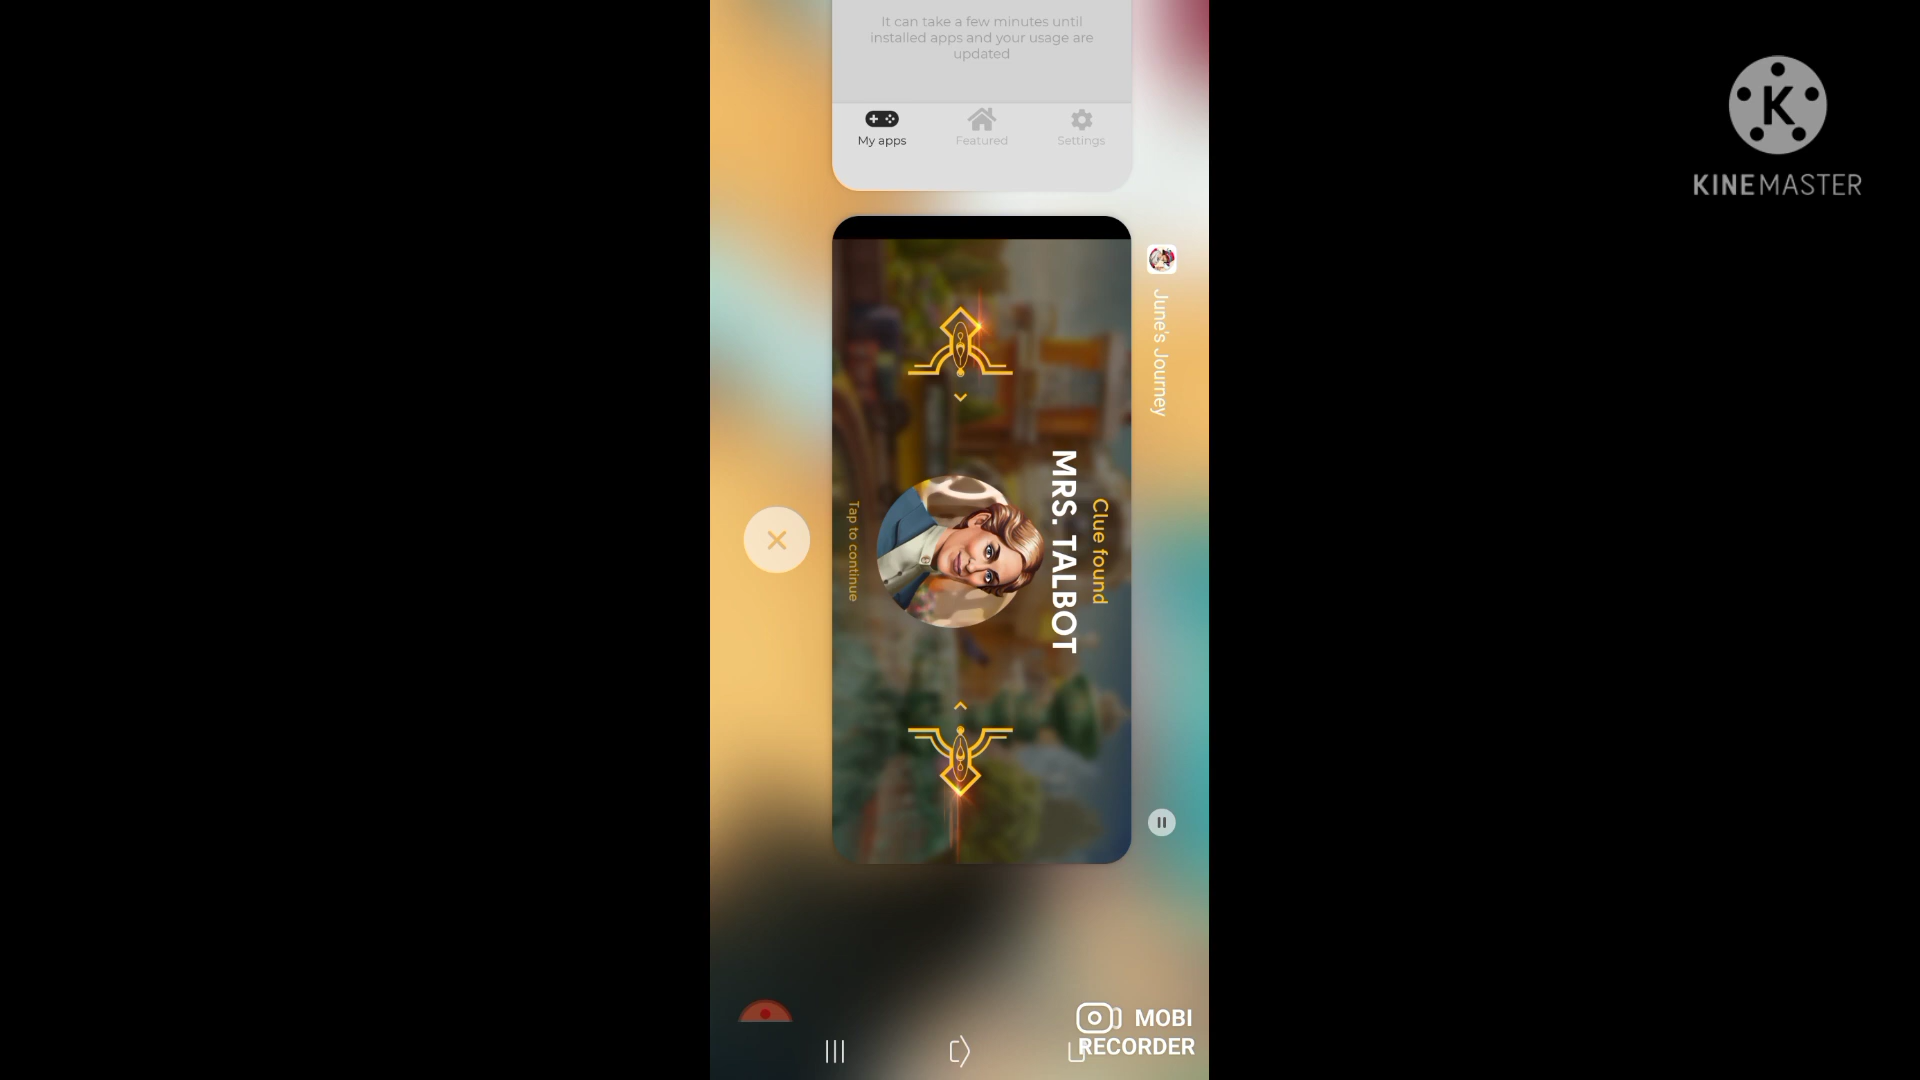 It can take a few minutes until
installed apps and your usage are
updated
My apps
Featured
Settings
K
KINEMASTER
June's Journey
Clue found
MRS. TALBOT
Tap to continue
MOBI
RECORDER